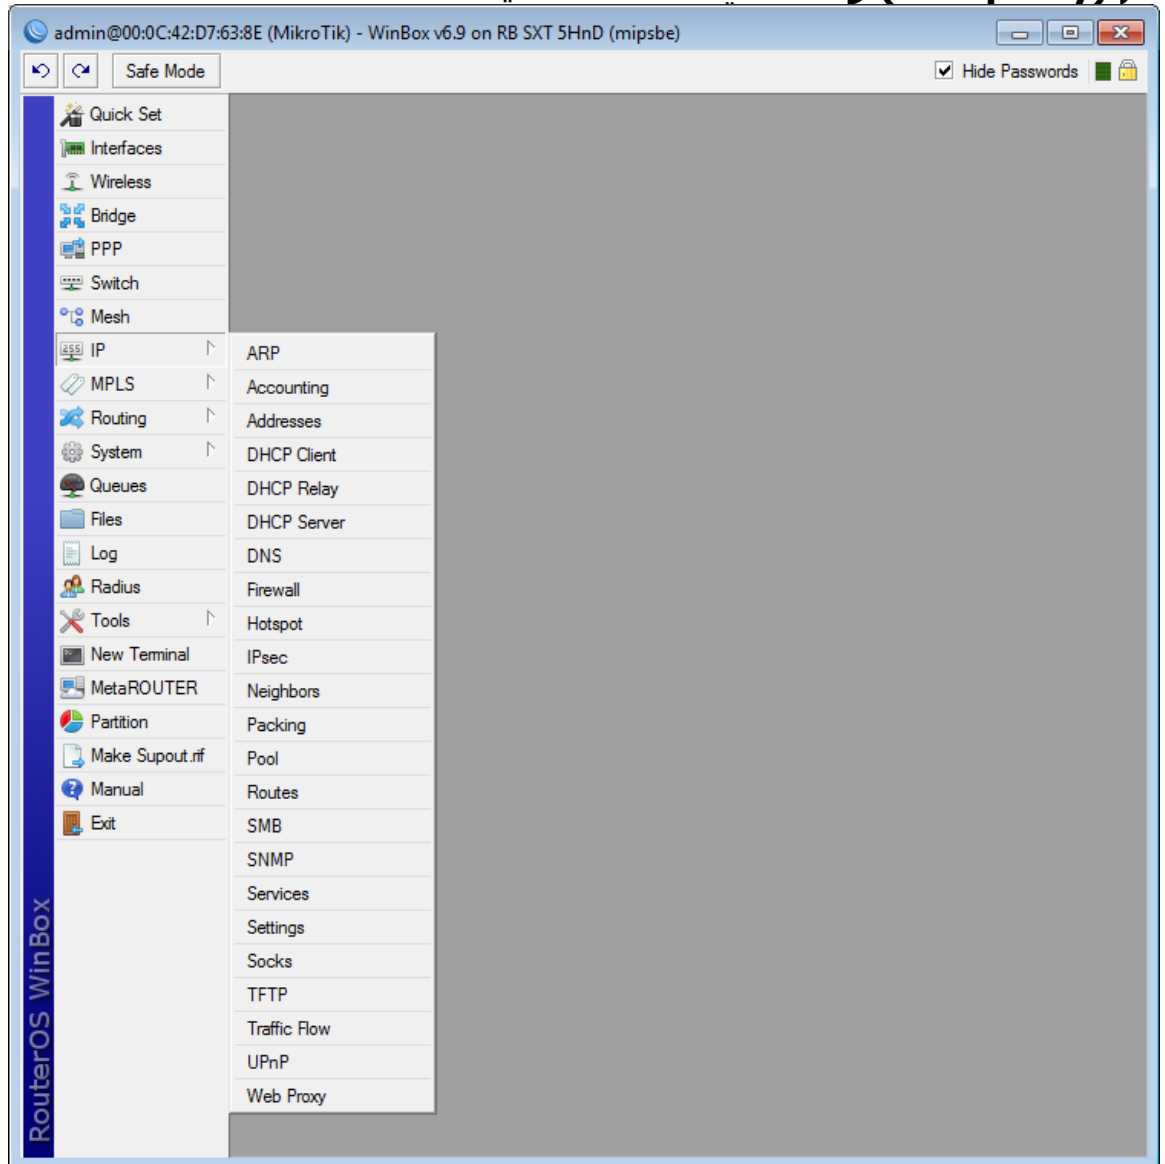 admin@00:0C:42:D7:63:8E (MikroTik) - WinBox v6.9 on RB SXT 5HnD (mipsbe)
Safe Mode
Hide Passwords
Quick Set
Interfaces
Wireless
Bridge
PPP
Switch
Mesh
IP
MPLS
Routing
System
Queues
Files
Log
Radius
Tools
New Terminal
MetaROUTER
Partition
Make Supout.rif
Manual
Exit
ARP
Accounting
Addresses
DHCP Client
DHCP Relay
DHCP Server
DNS
Firewall
Hotspot
IPsec
Neighbors
Packing
Pool
Routes
SMB
SNMP
Services
Settings
Socks
TFTP
Traffic Flow
UPnP
Web Proxy
RouterOS WinBox